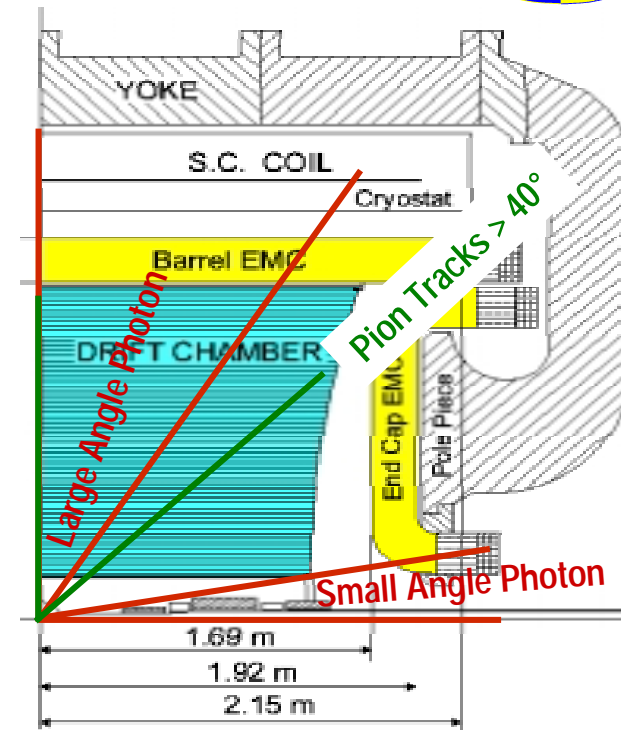 YOKE
S.C. COIL
Cryostat
Barrel EMC
Pion Tracks > 40°
Large Angle Photon
DRIFT CHAMBER
End Cap EMC
Pole Piece
Small Angle Photon
1.69 m
1.92 m
2.15 m